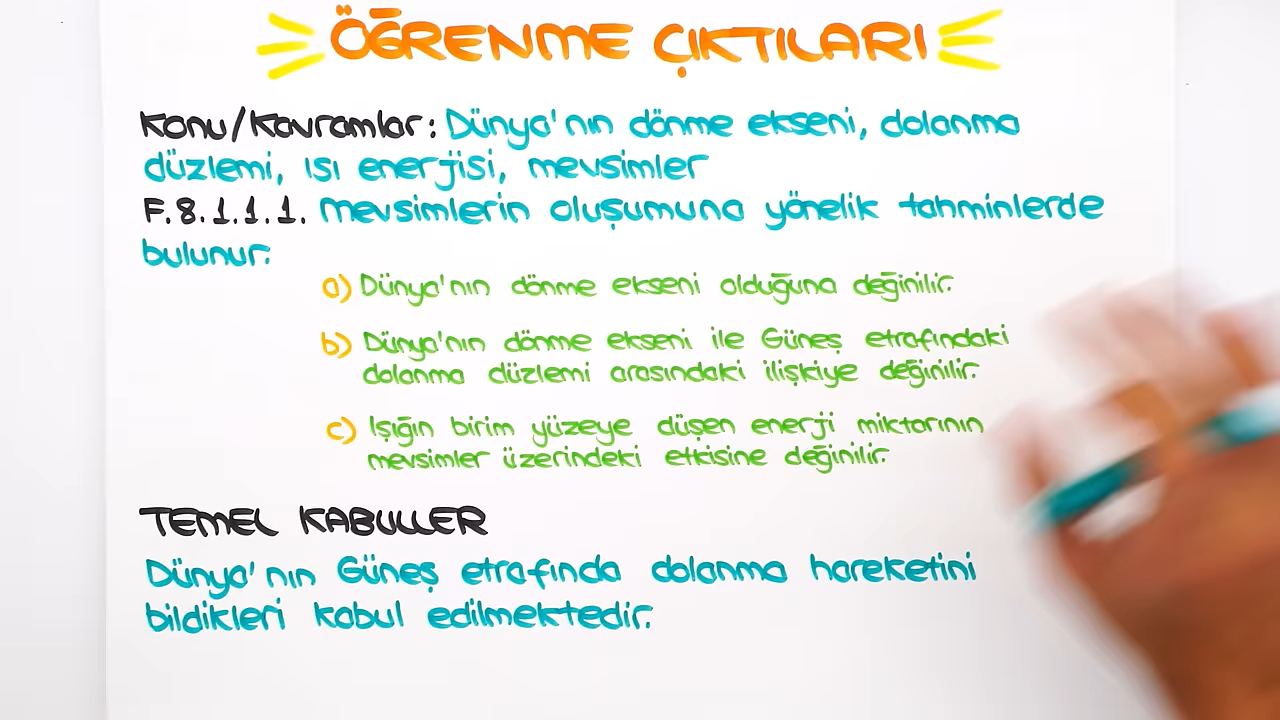 ÖĞRENME ÇIKTILARI
Konu/Kavramlar: Dünya'nın dönme ekseni, dolanma
düzlemi, ısı enerjisi, mevsimler
F.8.1.1.1. Mevsimlerin oluşumuna yönelik tahminlerde
bulunur.
a) Dünya'nın dönme ekseni olduğuna değinilir.
b) Dünya'nın dönme ekseni ile Güneş etrafındaki
dolanma düzlemi arasındaki ilişkiye değinilir.
c) Işığın birim yüzeye düşen enerji miktarının
mevsimler üzerindeki etkisine değinilir.
TEMEL KABULLER
Dünya'nın Güneş etrafında dolanma hareketini
bildikleri kabul edilmektedir.